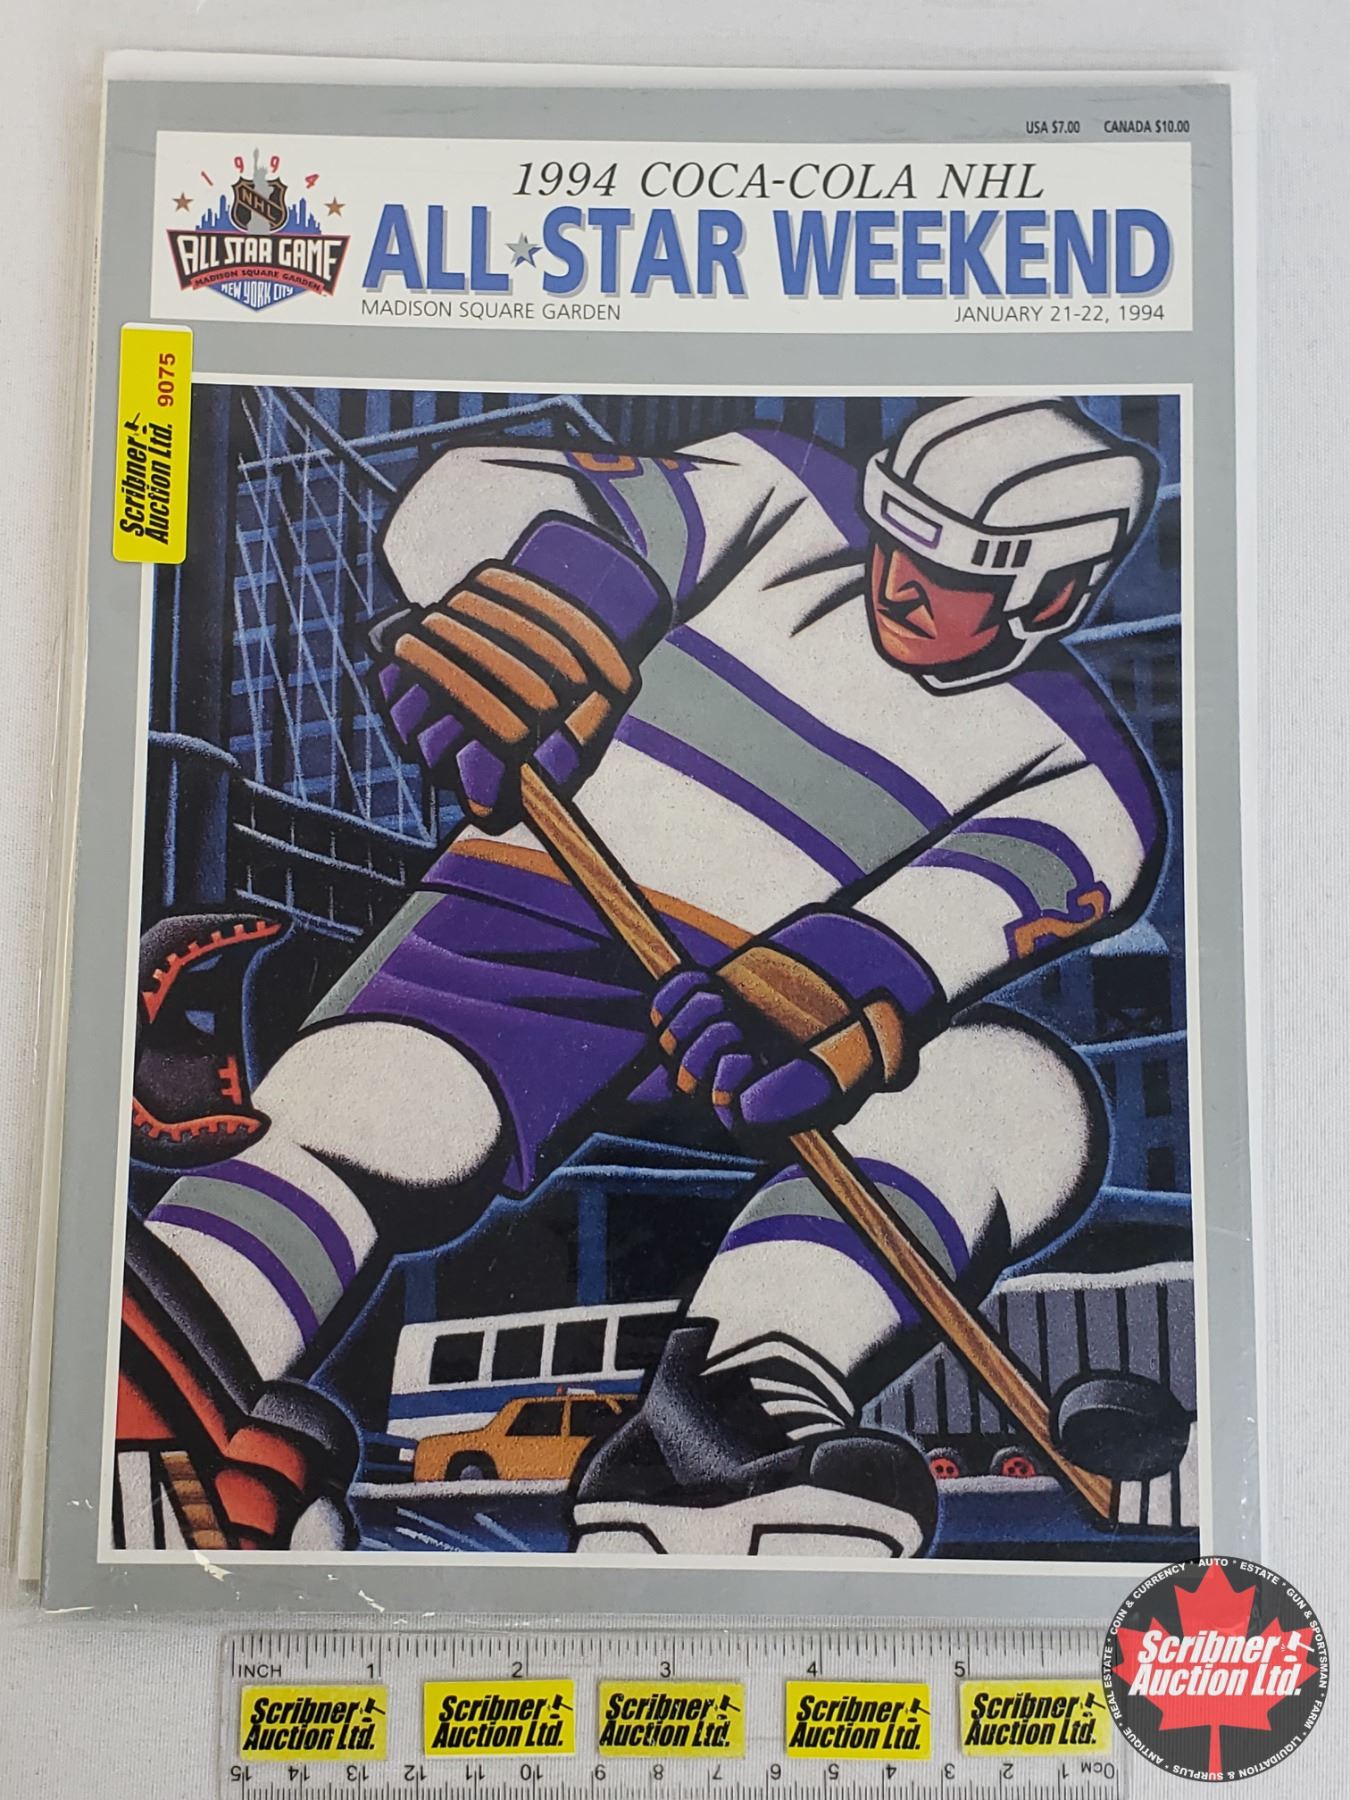 USA $7.00 CANADA $10.00
1994
NHL
ALL STAR GAME
MADISON SQUARE GARDEN
NEW YORK CITY
1994 COCA-COLA NHL
ALL★STAR WEEKEND
MADISON SQUARE GARDEN JANUARY 21-22, 1994
Scribner
Auction Ltd. 9075
INCH 1 2 3 4 5
Scribner
Auction Ltd.
Scribner
Auction Ltd.
Scribner
Auction Ltd.
Scribner
Auction Ltd.
Scribner
Auction Ltd.
15 14 13 12 11 10 9 8 7 6 5 4 3 2 1 0CM
ANTIQUE * REAL ESTATE * COIN & CURRENCY * AUTO * ESTATE * GUN & SPORTSMAN * FARM * LIQUIDATION & SURPLUS *
Scribner
Auction Ltd.